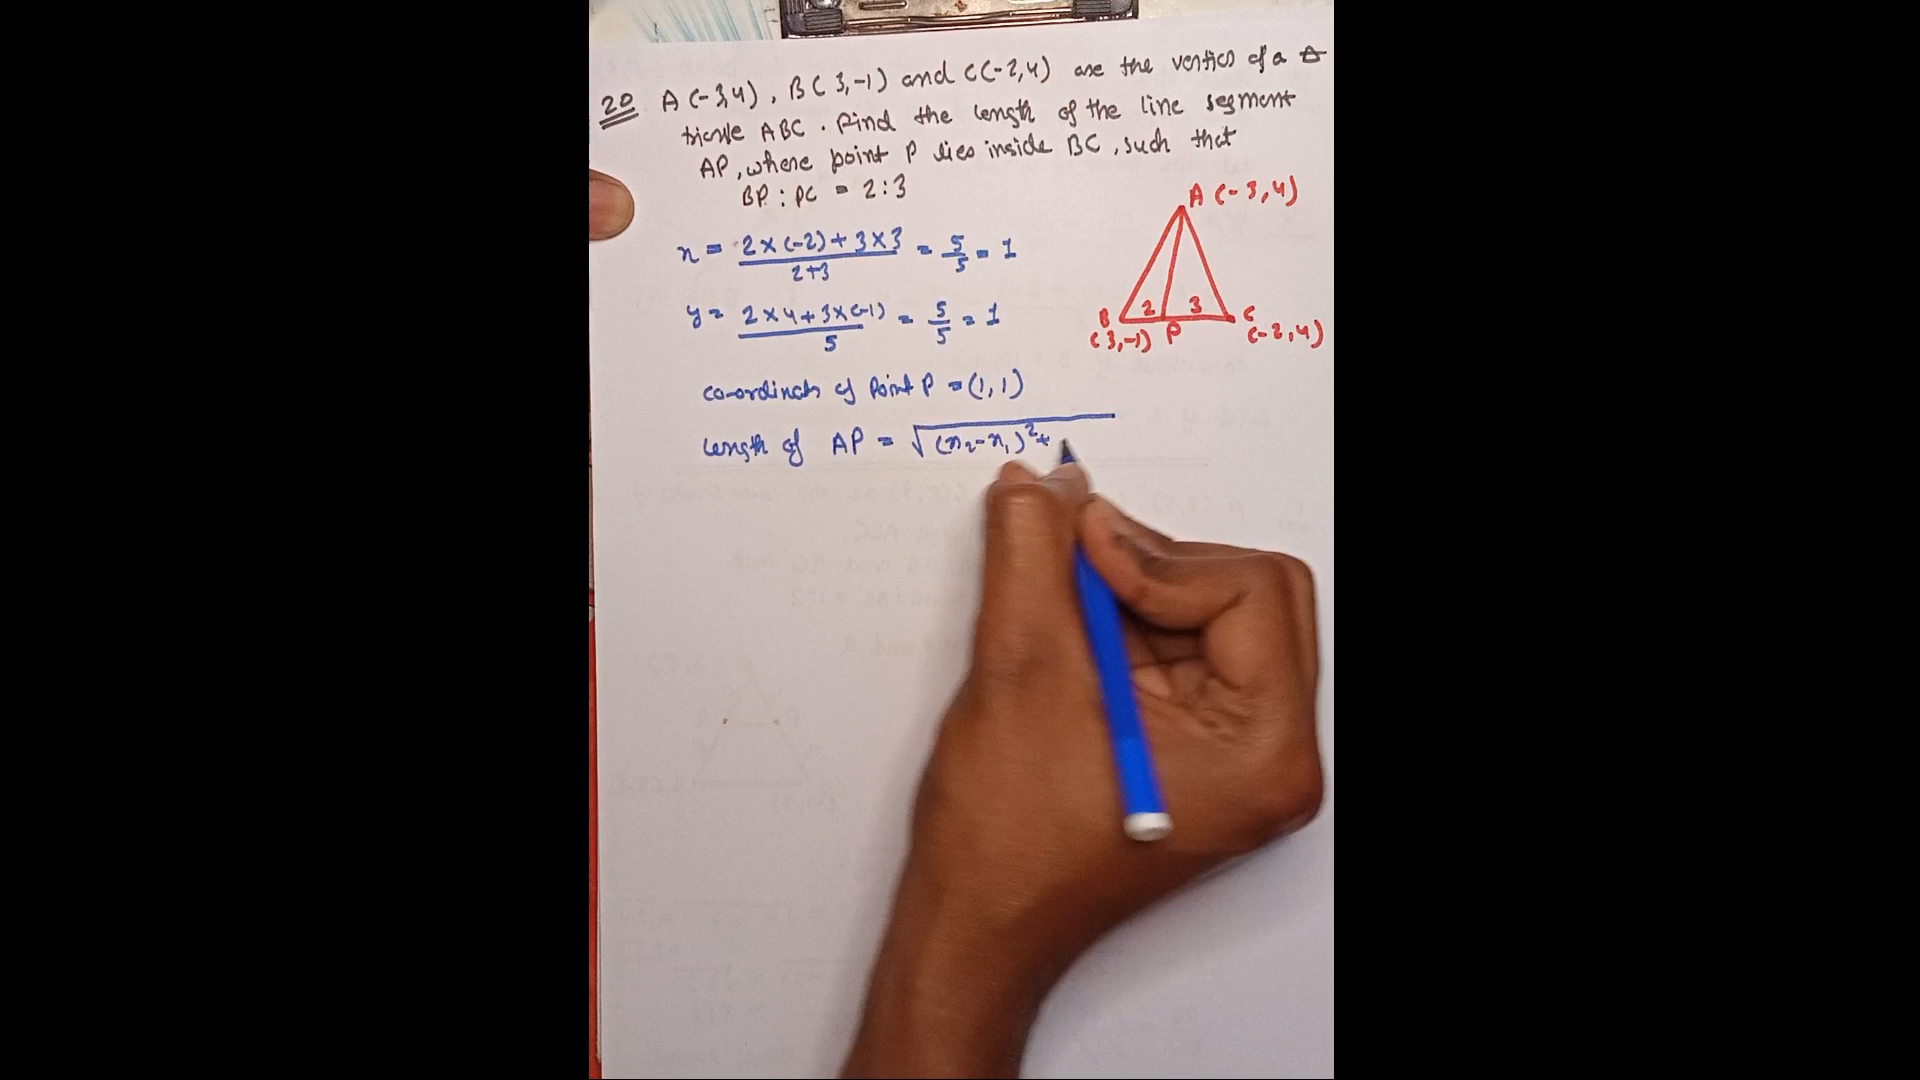 20 A(-3,4), B(3,-1) and C(-2,4) are the vertics of a
ABC. Find the length of the line segment
AP, where point P lies inside BC, such that
BP : PC = 2:3
A (-3,4)
B
2
3
C
(3,-1) P
(-2,4)
x = 2×(-2)+3×3 / 2+3 = 5/5 = 1
y = 2×4+3×(-1) / 5 = 5/5 = 1
co-ordinats of point P = (1,1)
length of AP = √(x₂-x₁)²+